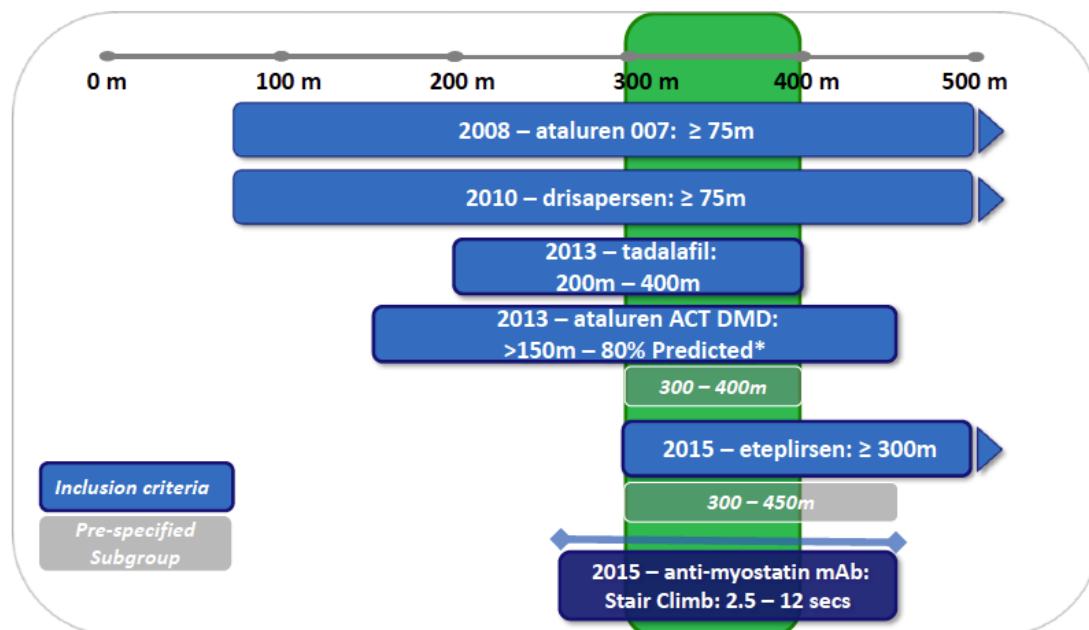 0 m 100 m 200 m 300 m 400 m 500 m
2008 – ataluren 007: ≥ 75m
2010 – drisapersen: ≥ 75m
2013 – tadalafil:
200m – 400m
2013 – ataluren ACT DMD:
>150m – 80% Predicted*
300 – 400m
2015 – eteplirsen: ≥ 300m
Inclusion criteria
300 – 450m
Pre-specified
Subgroup
2015 – anti-myostatin mAb:
Stair Climb: 2.5 – 12 secs